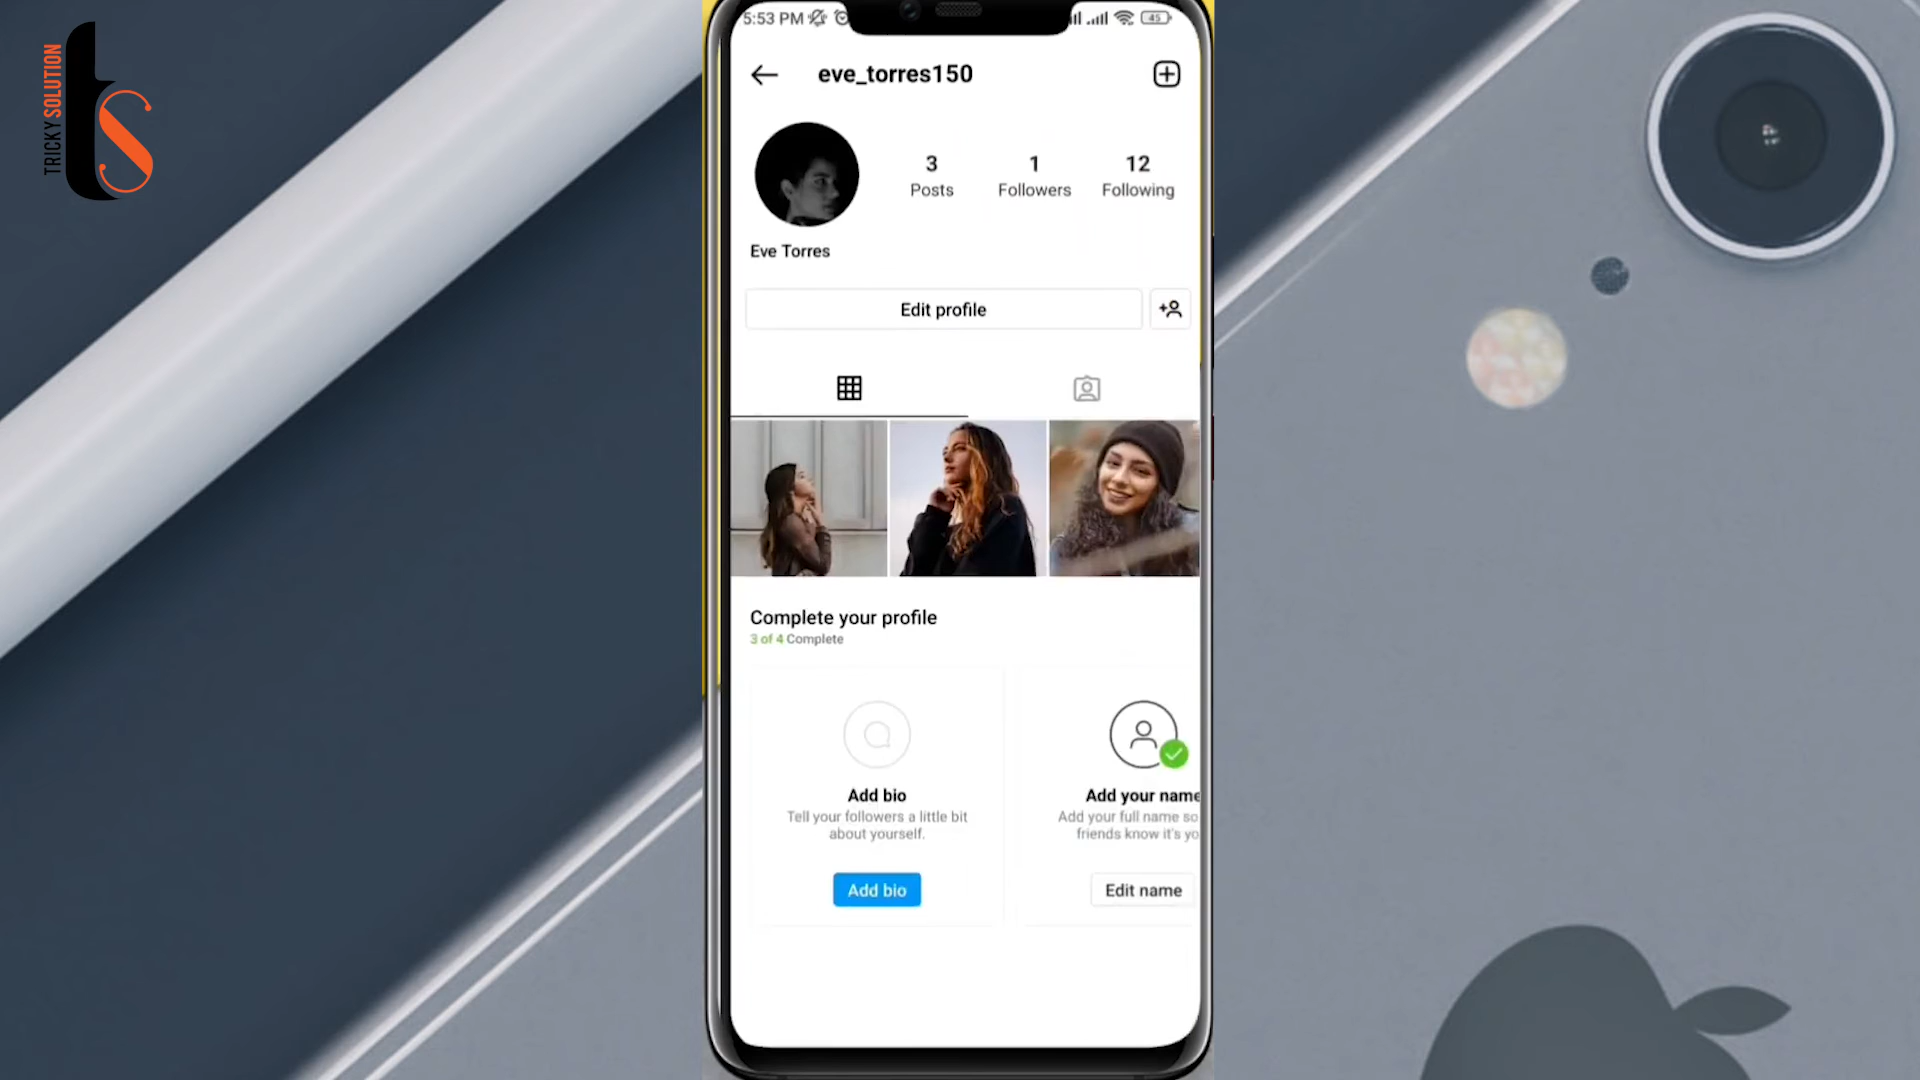 TRICKY SOLUTION
ts
5:53 PM
45
eve_torres150
3
Posts
1
Followers
12
Following
Eve Torres
Edit profile
Complete your profile
3 of 4 Complete
Add bio
Tell your followers a little bit
about yourself.
Add bio
Add your name
Add your full name so
friends know it's yo
Edit name